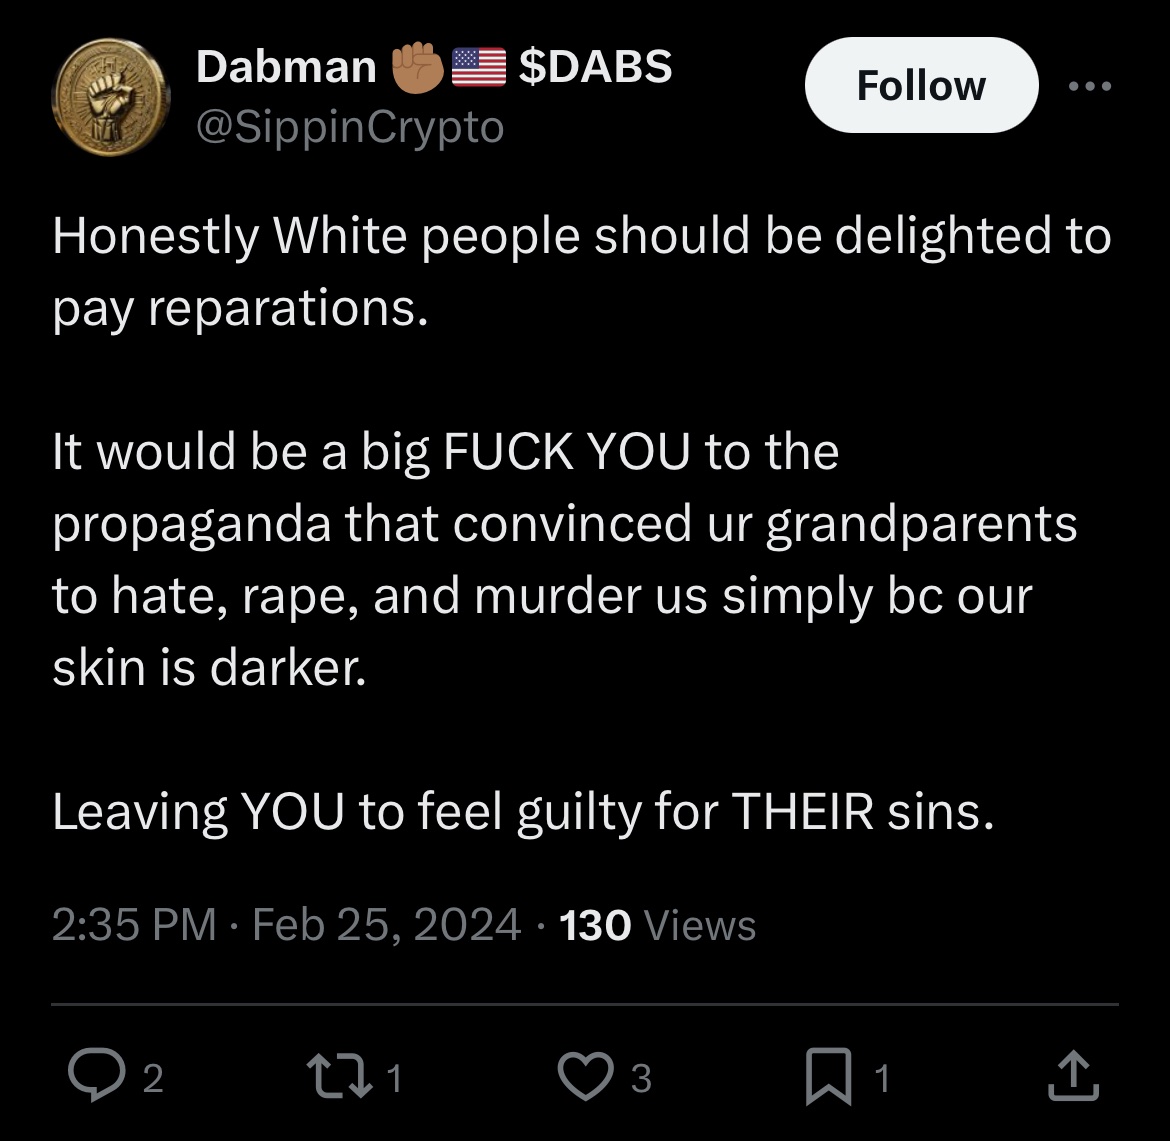 Dabman ✊🏽🇺🇸 $DABS
Follow
@SippinCrypto
Honestly White people should be delighted to
pay reparations.
It would be a big FUCK YOU to the
propaganda that convinced ur grandparents
to hate, rape, and murder us simply bc our
skin is darker.
Leaving YOU to feel guilty for THEIR sins.
2:35 PM · Feb 25, 2024 · 130 Views
2 1 3 1